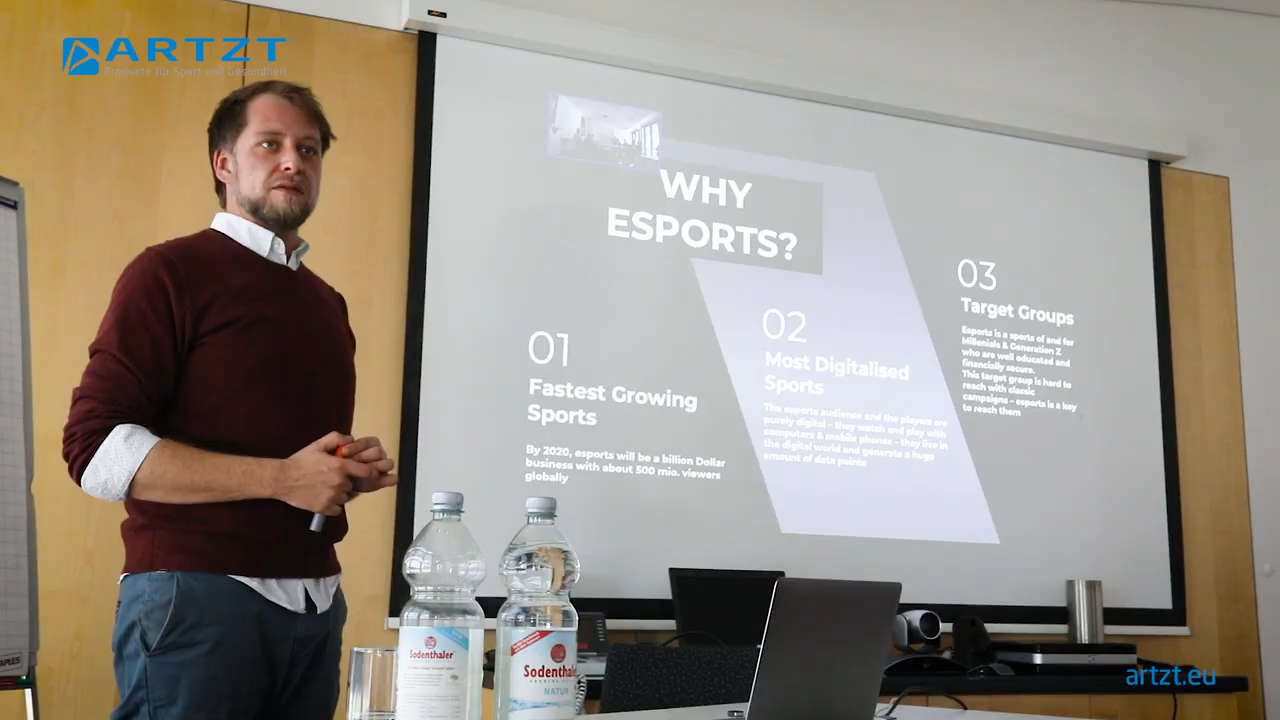 ARTZT
Produkte für Sport und Gesundheit
WHY
ESPORTS?
01
Fastest Growing
Sports
By 2020, esports will be a billion Dollar
business with about 500 mio. viewers
globally
02
Most Digitalised
Sports
The esports audience and the players are
purely digital – they watch and play with
computers & mobile phones – they live in
the digital world and generate a huge
amount of data points
03
Target Groups
Esports is a sports of and for
Millenials & Generation Z
who are well educated and
financially secure.
This target group is hard to
reach with classic
campaigns – esports is a key
to reach them
Sodenthaler
Sodenthaler
NATUR
artzt.eu